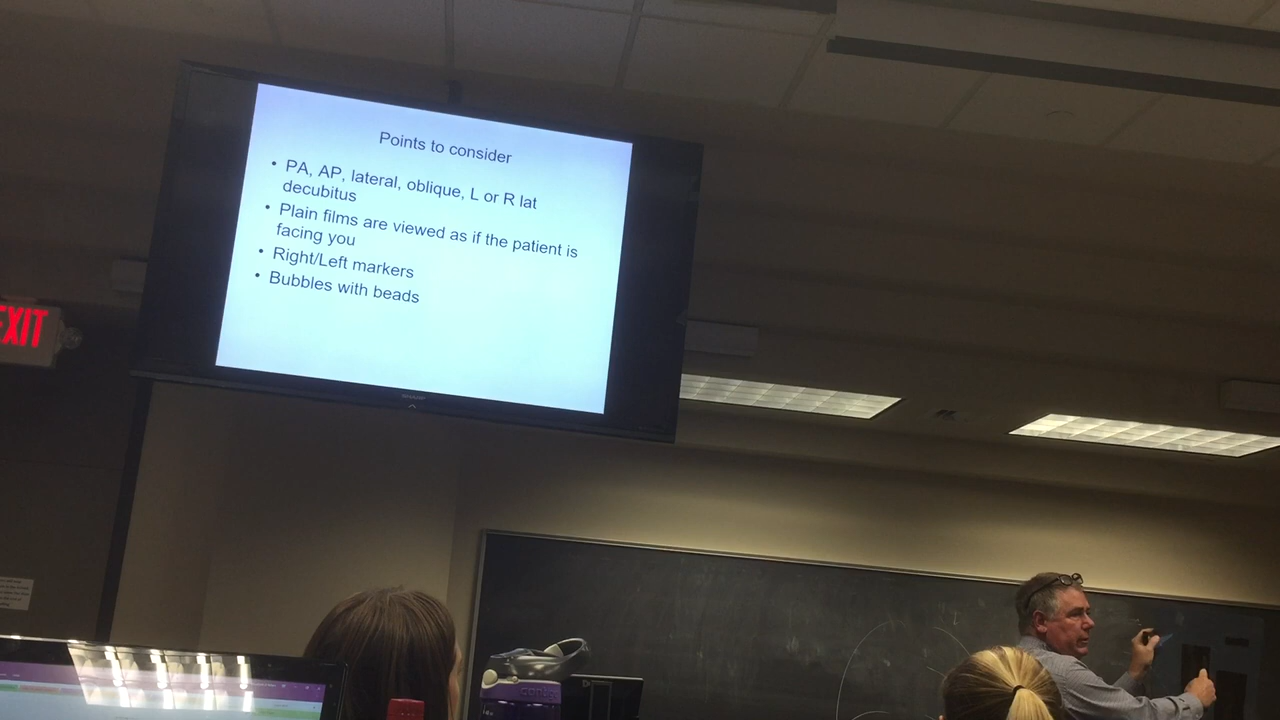 Points to consider
• PA, AP, lateral, oblique, L or R lat
decubitus
• Plain films are viewed as if the patient is
facing you
• Right/Left markers
• Bubbles with beads
EXIT
SHARP